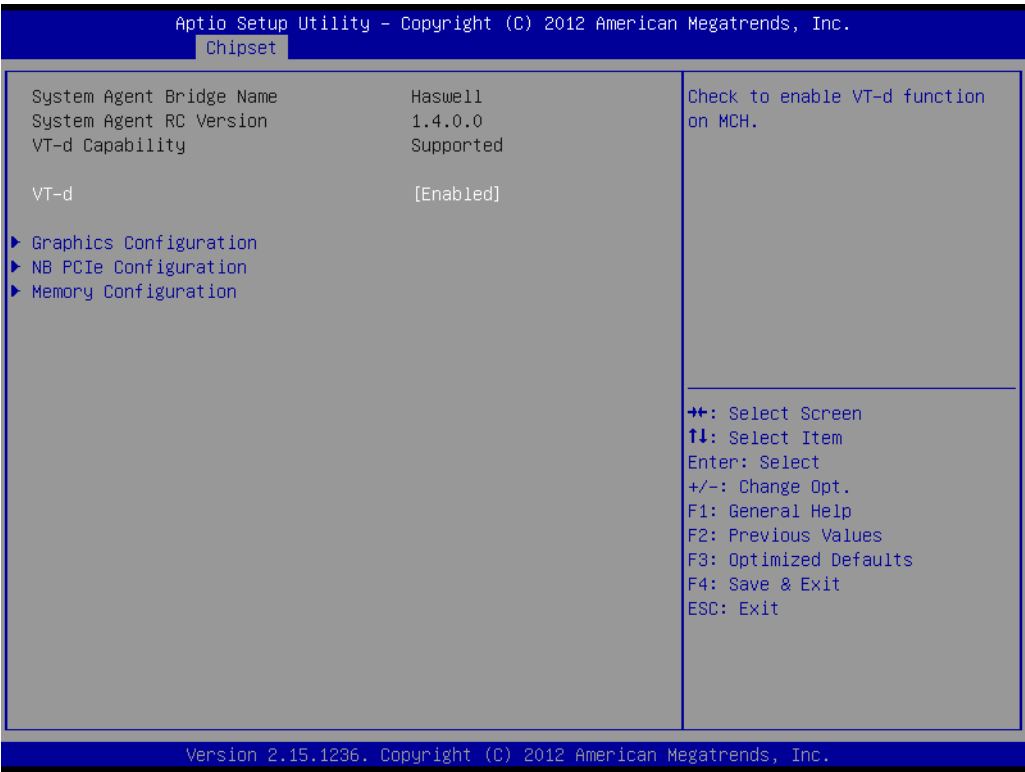 Aptio Setup Utility – Copyright (C) 2012 American Megatrends, Inc.
Chipset
System Agent Bridge Name Haswell
System Agent RC Version 1.4.0.0
VT-d Capability Supported
VT-d [Enabled]
Graphics Configuration
NB PCIe Configuration
Memory Configuration
Check to enable VT-d function
on MCH.
→←: Select Screen
↑↓: Select Item
Enter: Select
+/-: Change Opt.
F1: General Help
F2: Previous Values
F3: Optimized Defaults
F4: Save & Exit
ESC: Exit
Version 2.15.1236. Copyright (C) 2012 American Megatrends, Inc.